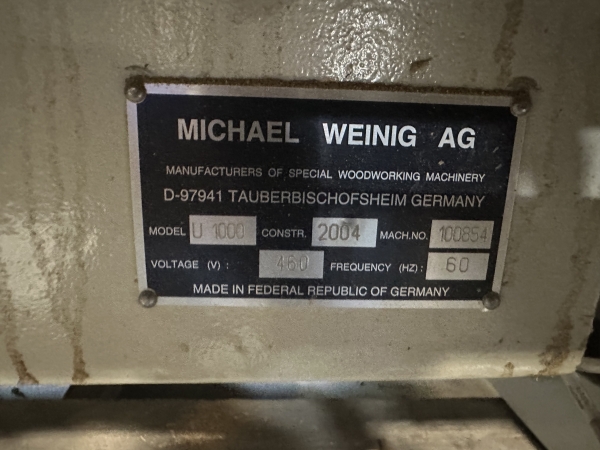 MICHAEL WEINIG AG
MANUFACTURERS OF SPECIAL WOODWORKING MACHINERY
D-97941 TAUBERBISCHOFSHEIM GERMANY
MODEL U 1000 CONSTR. 2004 MACH.NO. 100854
VOLTAGE (V) : 460 FREQUENCY (HZ) : 60
MADE IN FEDERAL REPUBLIC OF GERMANY